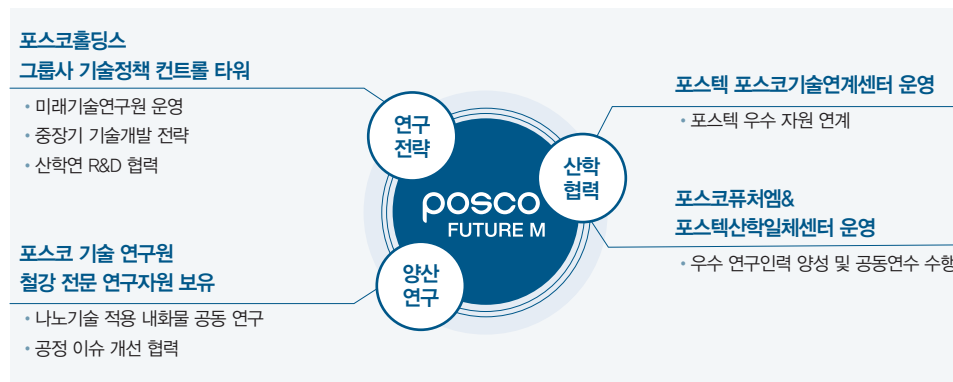 포스코홀딩스
그룹사 기술정책 컨트롤 타워
• 미래기술연구원 운영
• 중장기 기술개발 전략
• 산학연 R&D 협력
포스코 기술 연구원
철강 전문 연구자원 보유
• 나노기술 적용 내화물 공동 연구
• 공정 이슈 개선 협력
연구
전략
산학
협력
양산
연구
posco
FUTURE M
포스텍 포스코기술연계센터 운영
• 포스텍 우수 자원 연계
포스코퓨처엠&
포스텍산학일체센터 운영
• 우수 연구인력 양성 및 공동연수 수행